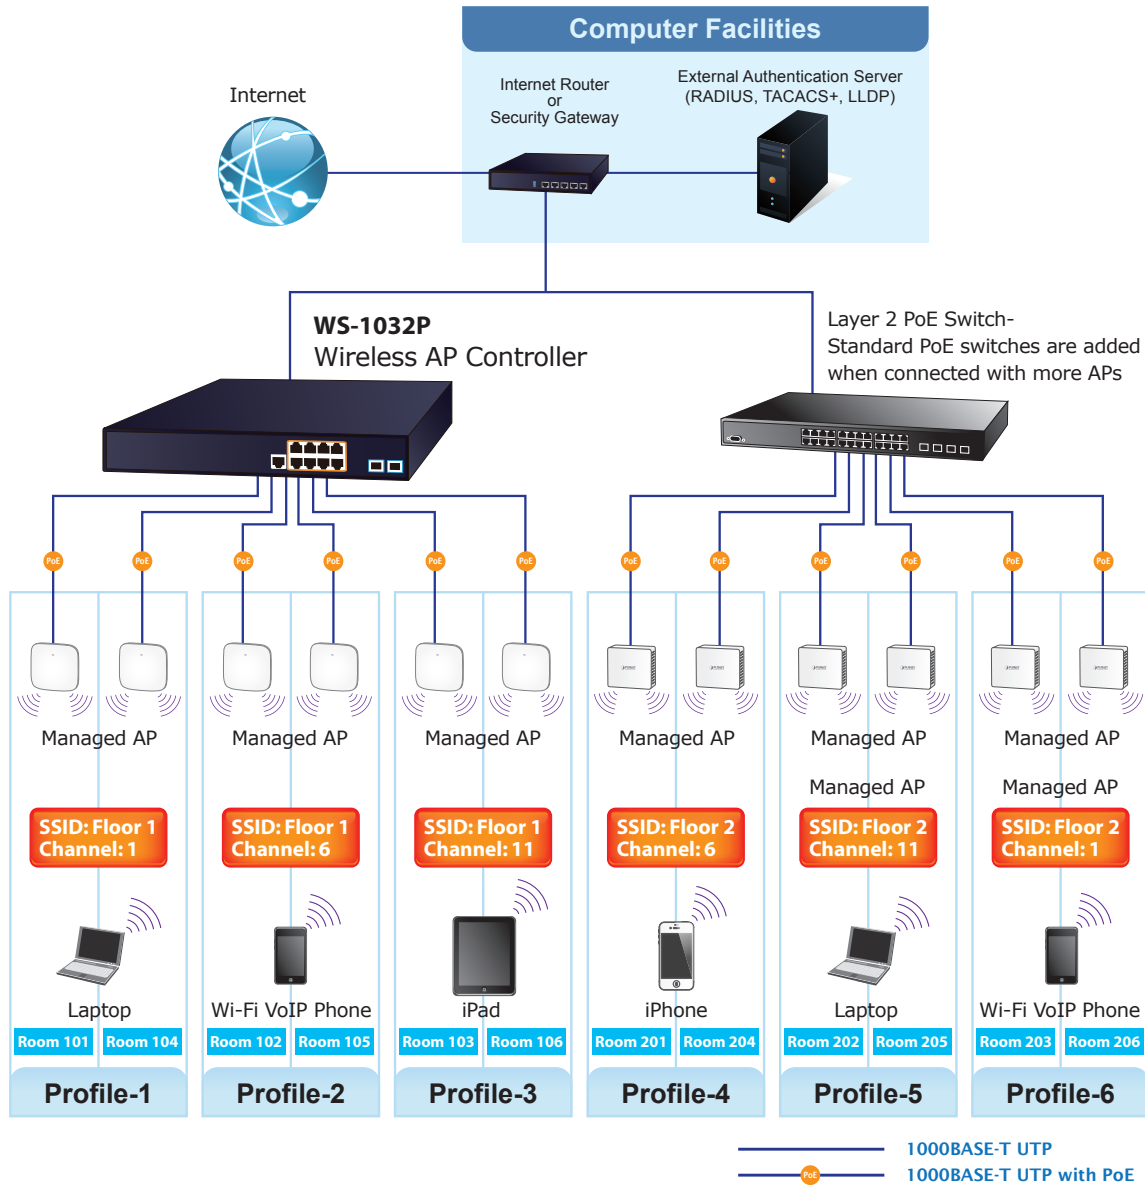 Computer Facilities
Internet
Internet Router
or
Security Gateway
External Authentication Server
(RADIUS, TACACS+, LLDP)
WS-1032P
Wireless AP Controller
Layer 2 PoE Switch-
Standard PoE switches are added
when connected with more APs
PoE PoE PoE PoE PoE PoE PoE PoE PoE PoE PoE PoE
PLANET PLANET PLANET PLANET PLANET PLANET
Managed AP Managed AP Managed AP Managed AP Managed AP Managed AP
Managed AP Managed AP
SSID: Floor 1
Channel: 1
SSID: Floor 1
Channel: 6
SSID: Floor 1
Channel: 11
SSID: Floor 2
Channel: 6
SSID: Floor 2
Channel: 11
SSID: Floor 2
Channel: 1
Laptop Wi-Fi VoIP Phone iPad iPhone Laptop Wi-Fi VoIP Phone
Room 101 Room 104 Room 102 Room 105 Room 103 Room 106 Room 201 Room 204 Room 202 Room 205 Room 203 Room 206
Profile-1 Profile-2 Profile-3 Profile-4 Profile-5 Profile-6
1000BASE-T UTP
PoE 1000BASE-T UTP with PoE